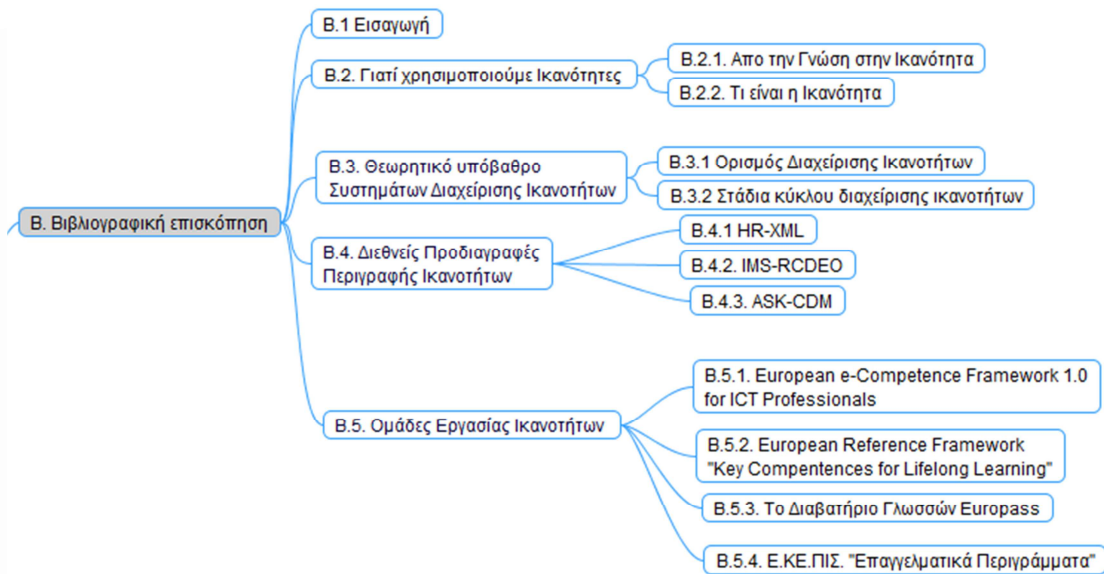 Β.1 Εισαγωγή
Β.2. Γιατί χρησιμοποιούμε Ικανότητες
Β.2.1. Απο την Γνώση στην Ικανότητα
Β.2.2. Τι είναι η Ικανότητα
Β.3. Θεωρητικό υπόβαθρο
Συστημάτων Διαχείρισης Ικανοτήτων
Β.3.1 Ορισμός Διαχείρισης Ικανοτήτων
Β.3.2 Στάδια κύκλου διαχείρισης ικανοτήτων
Β. Βιβλιογραφική επισκόπηση
Β.4. Διεθνείς Προδιαγραφές
Περιγραφής Ικανοτήτων
Β.4.1 HR-XML
Β.4.2. IMS-RCDEO
Β.4.3. ASK-CDM
Β.5. Ομάδες Εργασίας Ικανοτήτων
Β.5.1. European e-Competence Framework 1.0
for ICT Professionals
Β.5.2. European Reference Framework
"Key Compentences for Lifelong Learning"
Β.5.3. Το Διαβατήριο Γλωσσών Europass
Β.5.4. Ε.ΚΕ.ΠΙΣ. "Επαγγελματικά Περιγράμματα"